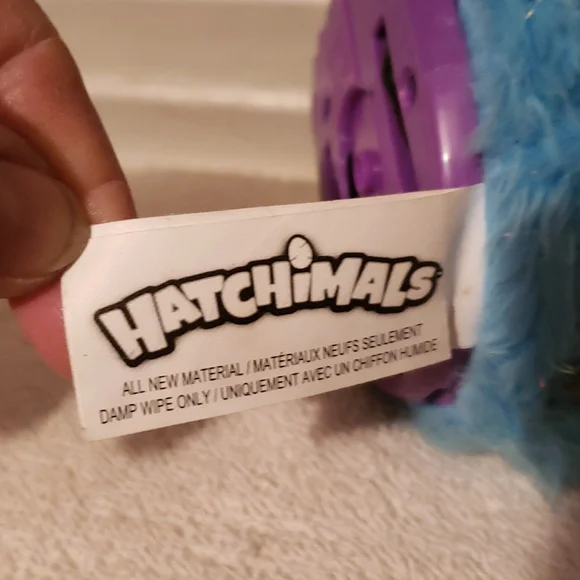 HATCHiMALS
ALL NEW MATERIAL / MATÉRIAUX NEUFS SEULEMENT
DAMP WIPE ONLY / UNIQUEMENT AVEC UN CHIFFON HUMIDE